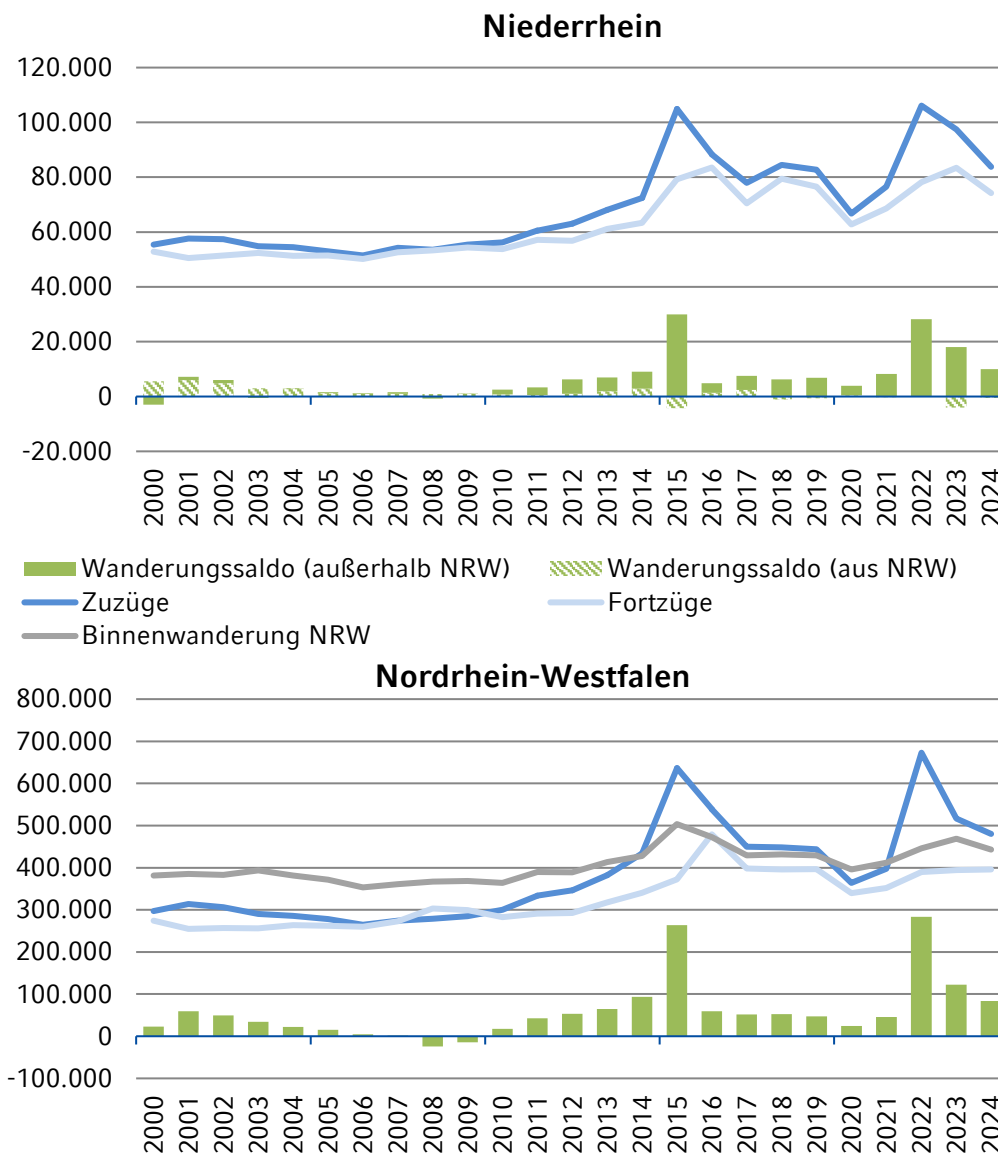 Niederrhein
120.000
100.000
80.000
60.000
40.000
20.000
0
-20.000
2000 2001 2002 2003 2004 2005 2006 2007 2008 2009 2010 2011 2012 2013 2014 2015 2016 2017 2018 2019 2020 2021 2022 2023 2024
Wanderungssaldo (außerhalb NRW) Wanderungssaldo (aus NRW)
Zuzüge Fortzüge
Binnenwanderung NRW
Nordrhein-Westfalen
800.000
700.000
600.000
500.000
400.000
300.000
200.000
100.000
0
-100.000
2000 2001 2002 2003 2004 2005 2006 2007 2008 2009 2010 2011 2012 2013 2014 2015 2016 2017 2018 2019 2020 2021 2022 2023 2024